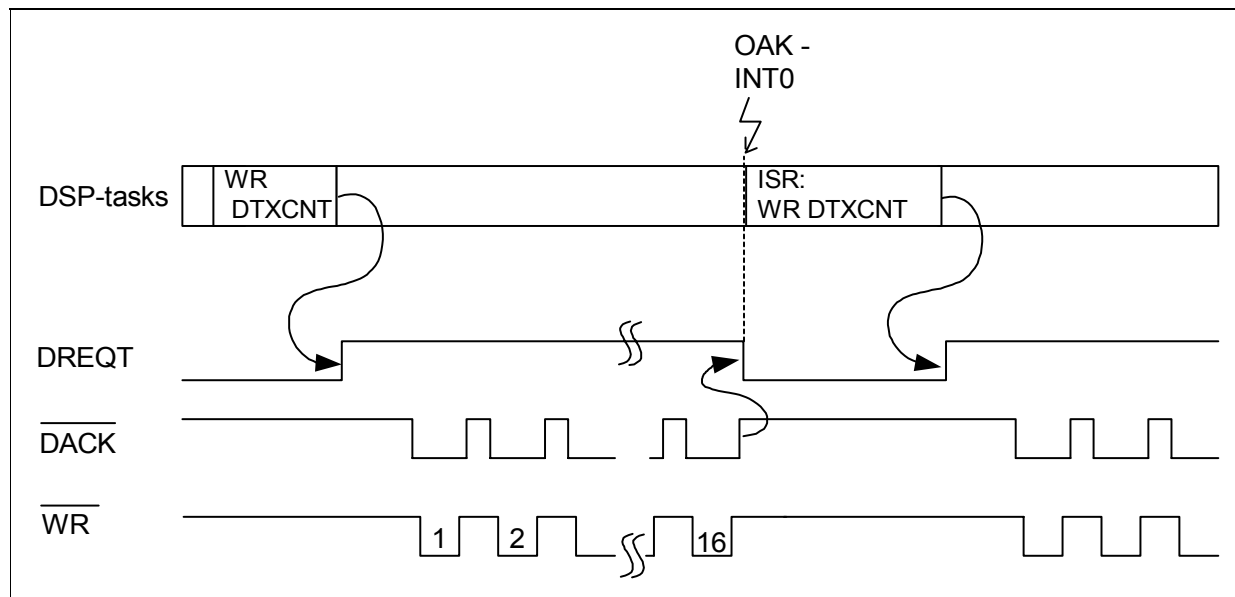 OAK -
INT0
DSP-tasks
WR
DTXCNT
ISR:
WR DTXCNT
DREQT
DACK
WR
1
2
16